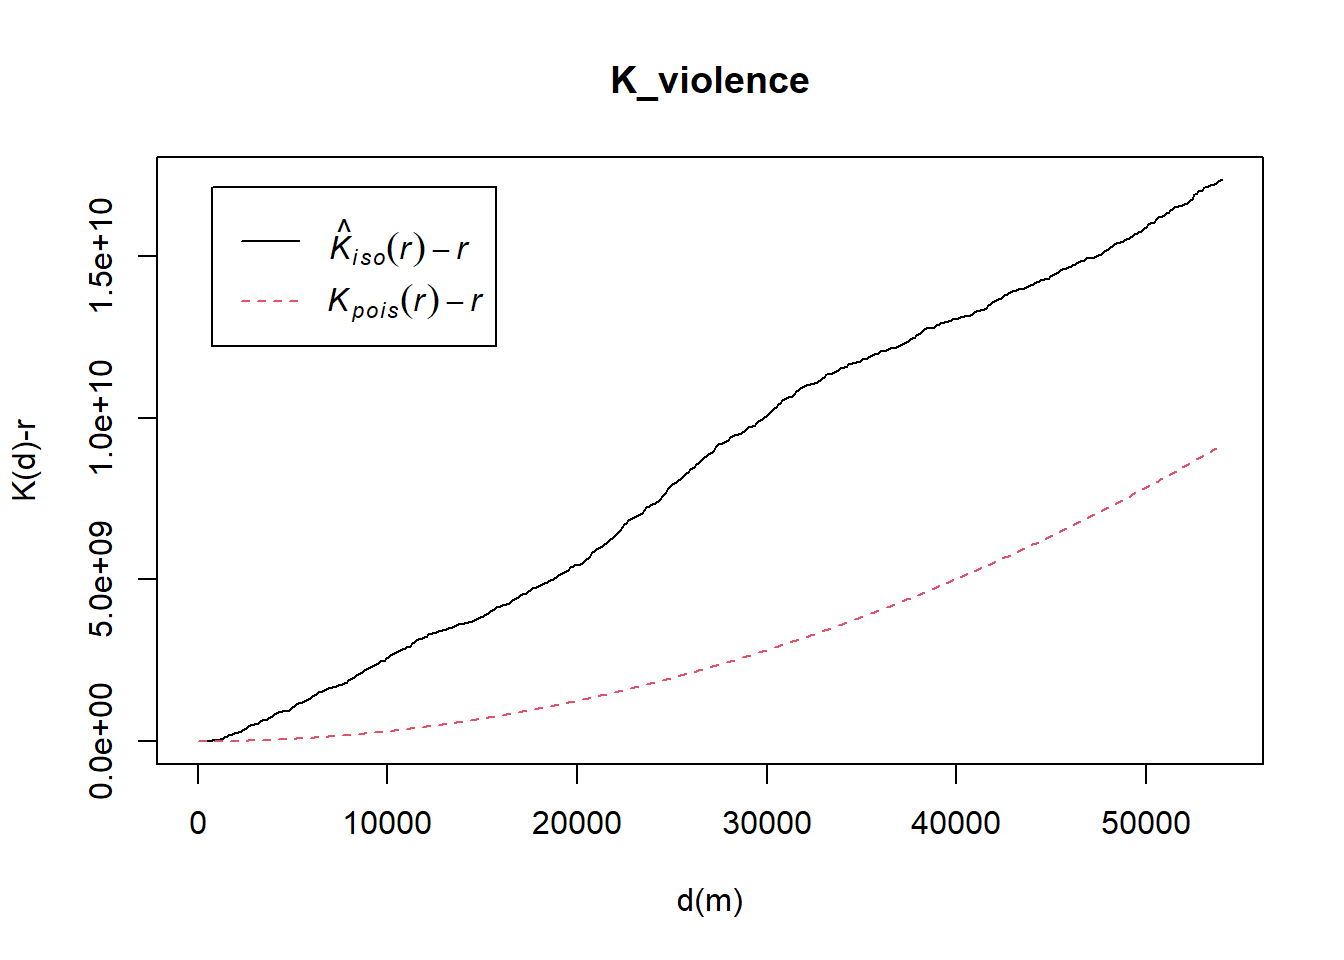 K_violence
K̂iso(r) − r
Kpois(r) − r
K(d)-r
0.0e+00 5.0e+09 1.0e+10 1.5e+10
0 10000 20000 30000 40000 50000
d(m)